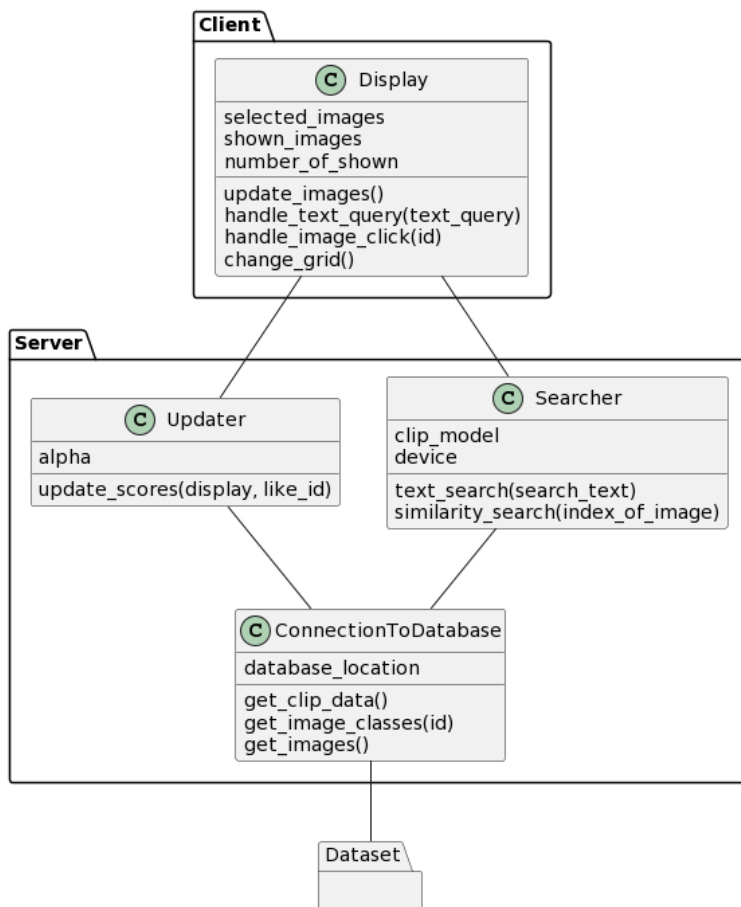 Client
C Display
selected_images
shown_images
number_of_shown
update_images()
handle_text_query(text_query)
handle_image_click(id)
change_grid()
Server
C Updater
alpha
update_scores(display, like_id)
C Searcher
clip_model
device
text_search(search_text)
similarity_search(index_of_image)
C ConnectionToDatabase
database_location
get_clip_data()
get_image_classes(id)
get_images()
Dataset